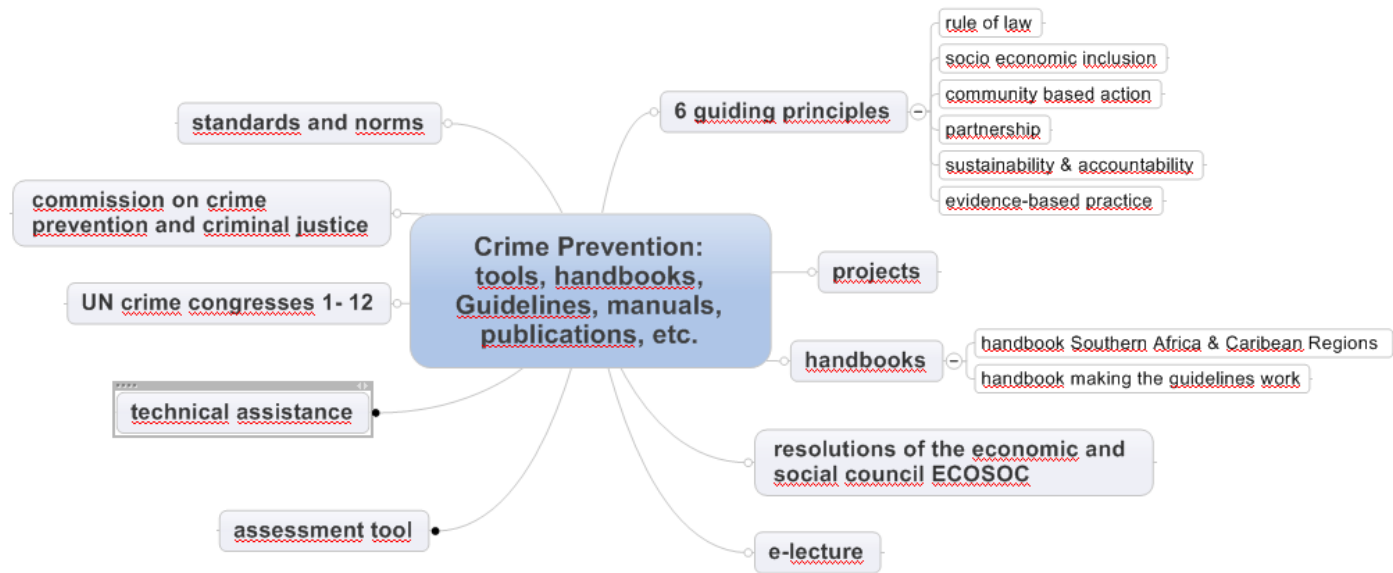 Crime Prevention:
tools, handbooks,
Guidelines, manuals,
publications, etc.
6 guiding principles
rule of law
socio economic inclusion
community based action
partnership
sustainability & accountability
evidence-based practice
projects
handbooks
handbook Southern Africa & Caribean Regions
handbook making the guidelines work
resolutions of the economic and
social council ECOSOC
e-lecture
standards and norms
commission on crime
prevention and criminal justice
UN crime congresses 1- 12
technical assistance
assessment tool